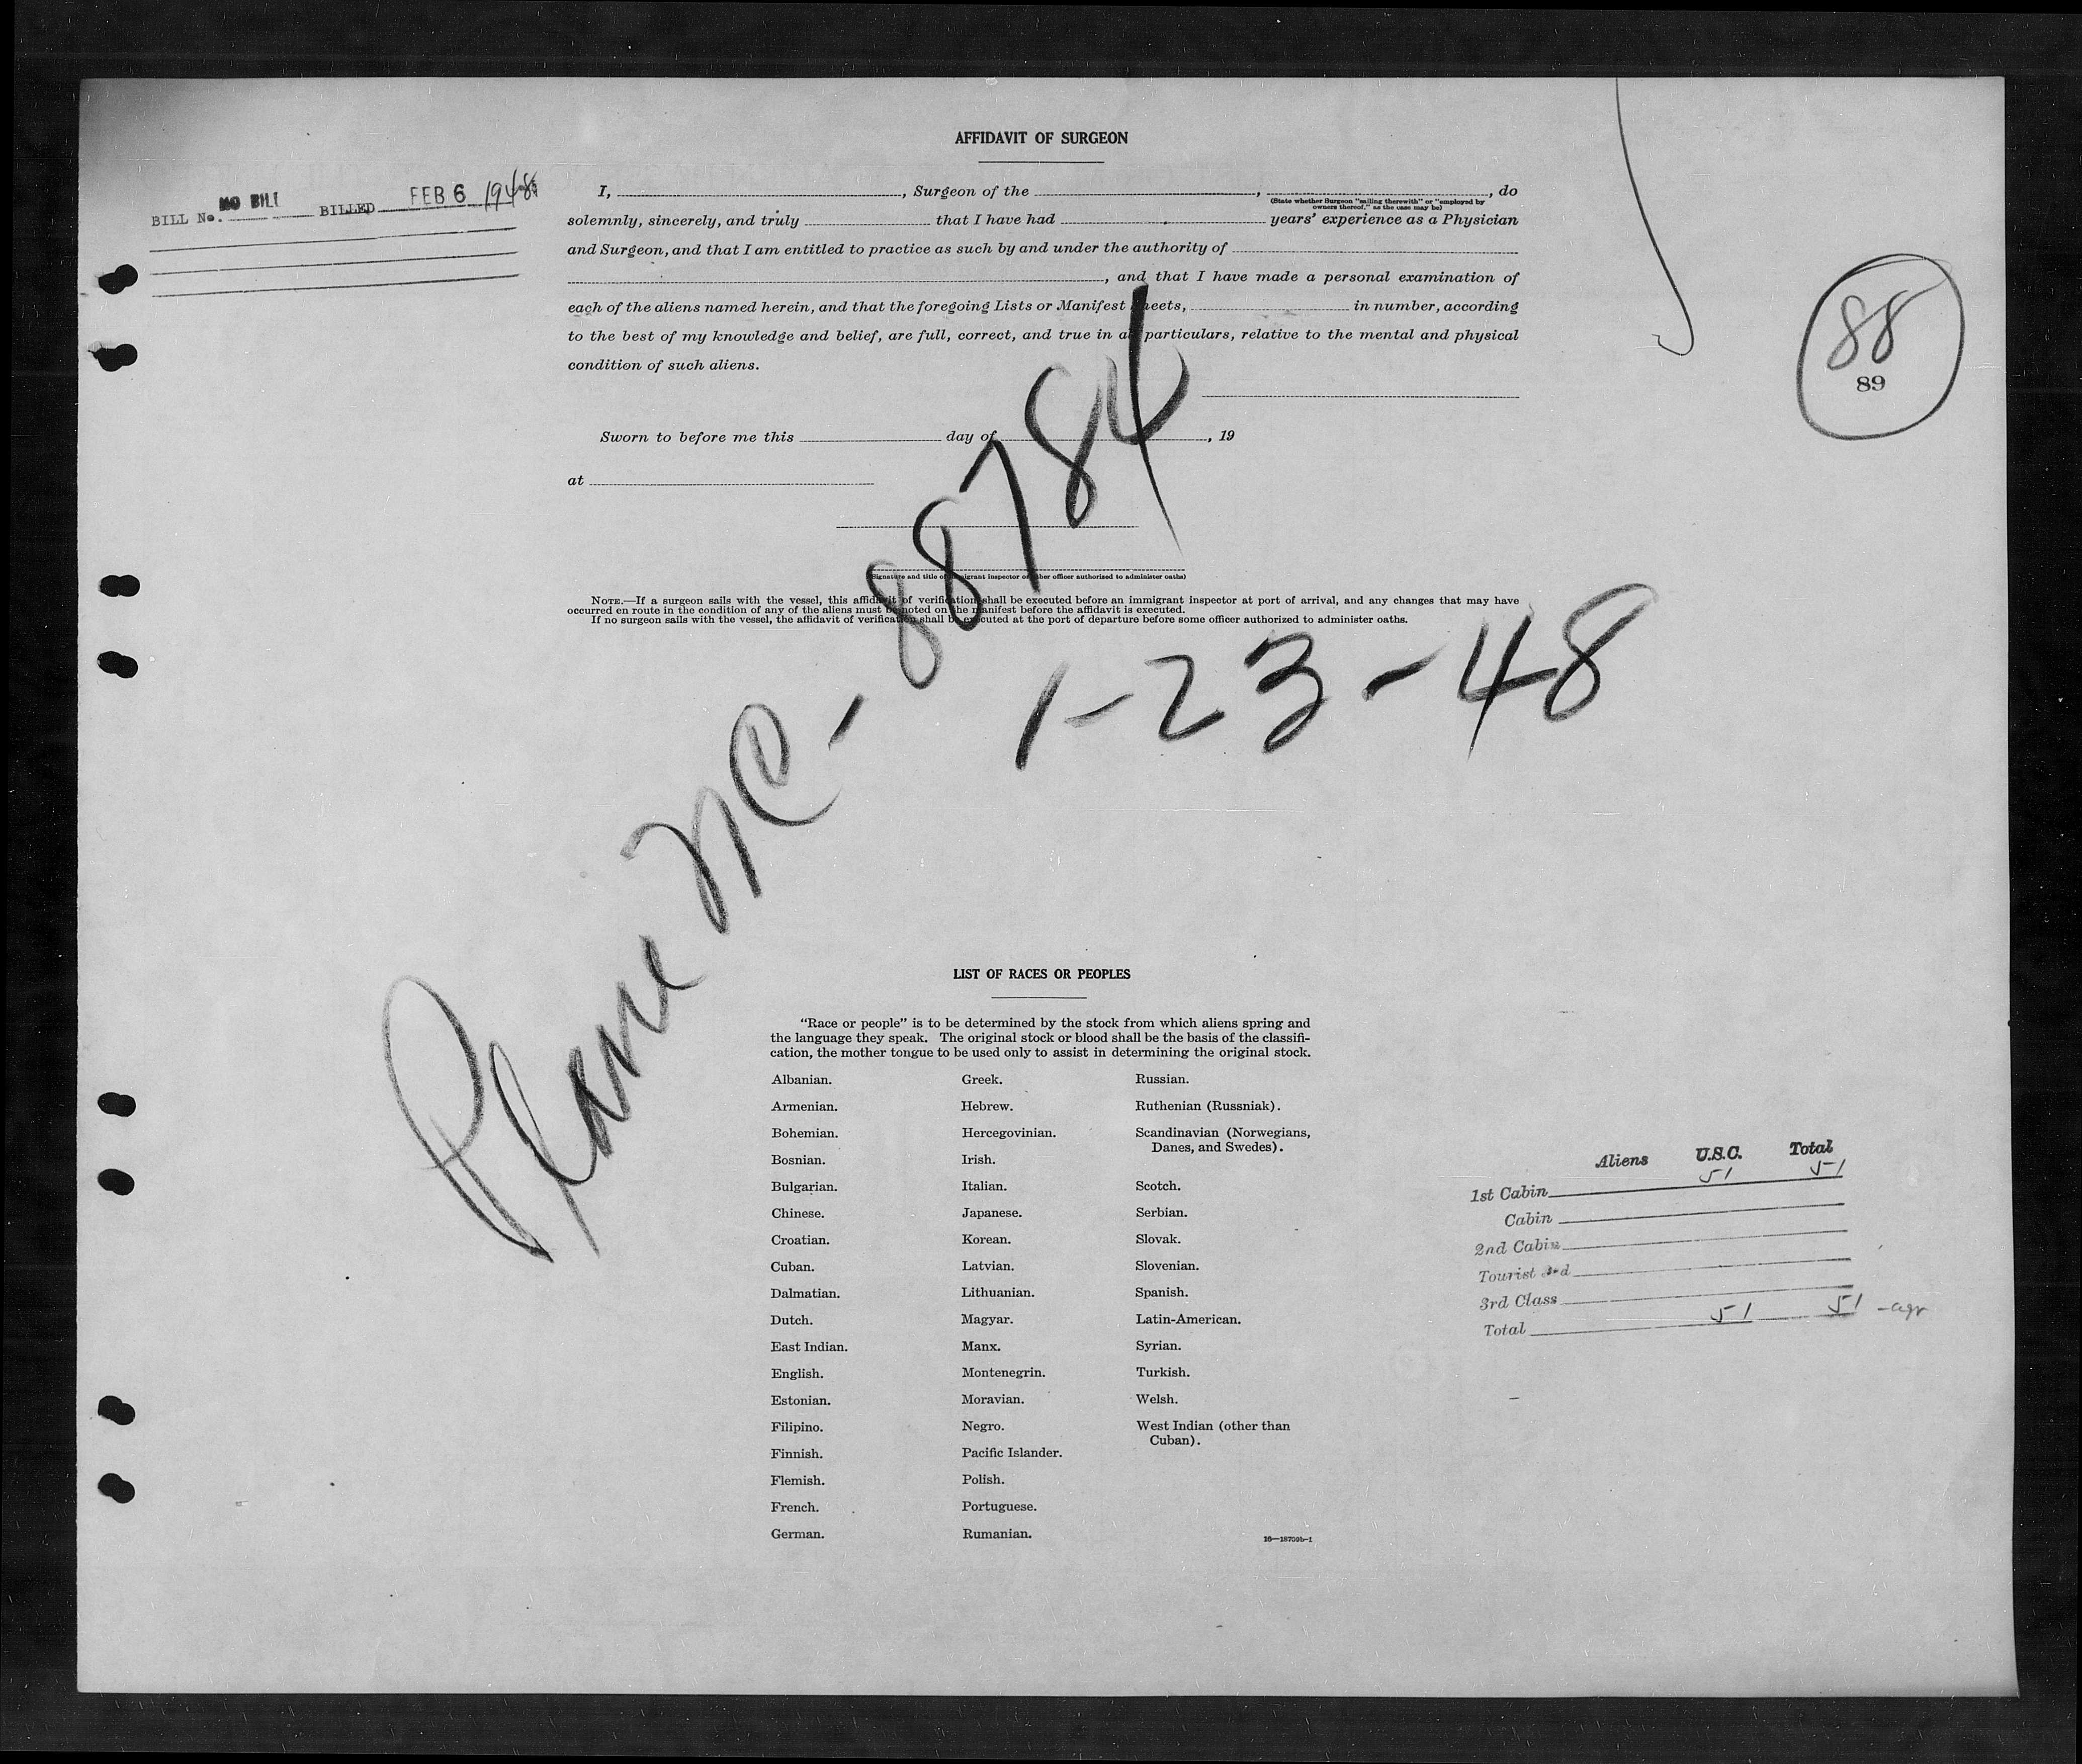 AFFIDAVIT OF SURGEON
BILL No. NO BILL BILLED FEB 6 1948
I, , Surgeon of the , , do
(State whether Surgeon "sailing therewith" or "employed by
owners thereof," as the case may be)
solemnly, sincerely, and truly that I have had years' experience as a Physician
and Surgeon, and that I am entitled to practice as such by and under the authority of
, and that I have made a personal examination of
each of the aliens named herein, and that the foregoing Lists or Manifest Sheets, in number, according
to the best of my knowledge and belief, are full, correct, and true in all particulars, relative to the mental and physical
condition of such aliens.
88
89
Sworn to before me this day of , 19
at
(Signature and title of immigrant inspector or other officer authorized to administer oaths)
NOTE.—If a surgeon sails with the vessel, this affidavit of verification shall be executed before an immigrant inspector at port of arrival, and any changes that may have
occurred en route in the condition of any of the aliens must be noted on the manifest before the affidavit is executed.
If no surgeon sails with the vessel, the affidavit of verification shall be executed at the port of departure before some officer authorized to administer oaths.
Plane NC-88784
1-23-48
LIST OF RACES OR PEOPLES
"Race or people" is to be determined by the stock from which aliens spring and
the language they speak. The original stock or blood shall be the basis of the classifi-
cation, the mother tongue to be used only to assist in determining the original stock.
Albanian.
Armenian.
Bohemian.
Bosnian.
Bulgarian.
Chinese.
Croatian.
Cuban.
Dalmatian.
Dutch.
East Indian.
English.
Estonian.
Filipino.
Finnish.
Flemish.
French.
German.
Greek.
Hebrew.
Hercegovinian.
Irish.
Italian.
Japanese.
Korean.
Latvian.
Lithuanian.
Magyar.
Manx.
Montenegrin.
Moravian.
Negro.
Pacific Islander.
Polish.
Portuguese.
Rumanian.
Russian.
Ruthenian (Russniak).
Scandinavian (Norwegians,
Danes, and Swedes).
Scotch.
Serbian.
Slovak.
Slovenian.
Spanish.
Latin-American.
Syrian.
Turkish.
Welsh.
West Indian (other than
Cuban).
16—18709b-1
Aliens U.S.C. Total
1st Cabin 51 51
Cabin
2nd Cabin
Tourist 3rd
3rd Class
Total 51 51